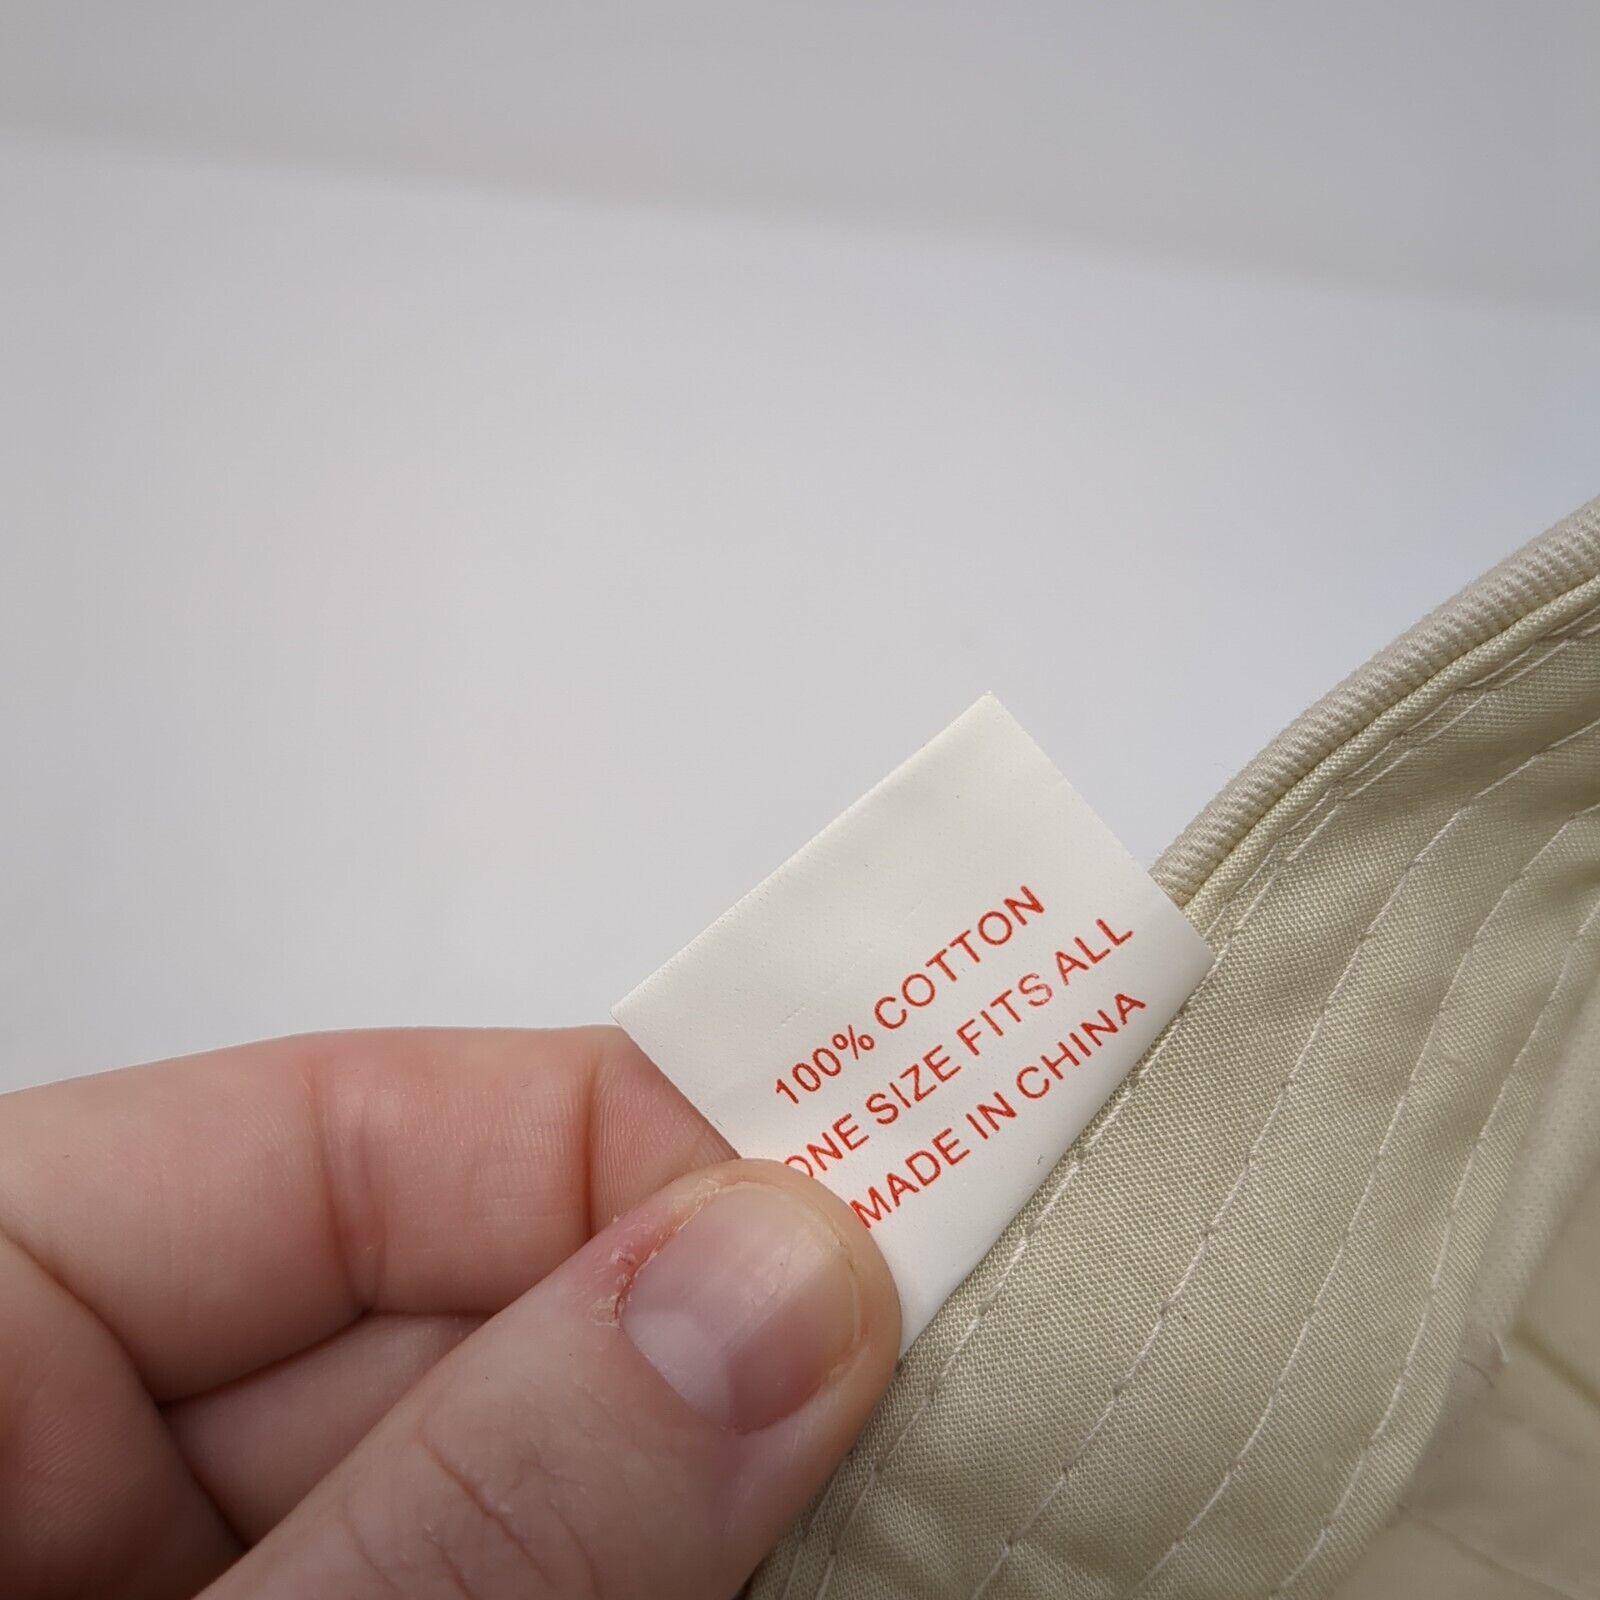 100% COTTON
ONE SIZE FITS ALL
MADE IN CHINA